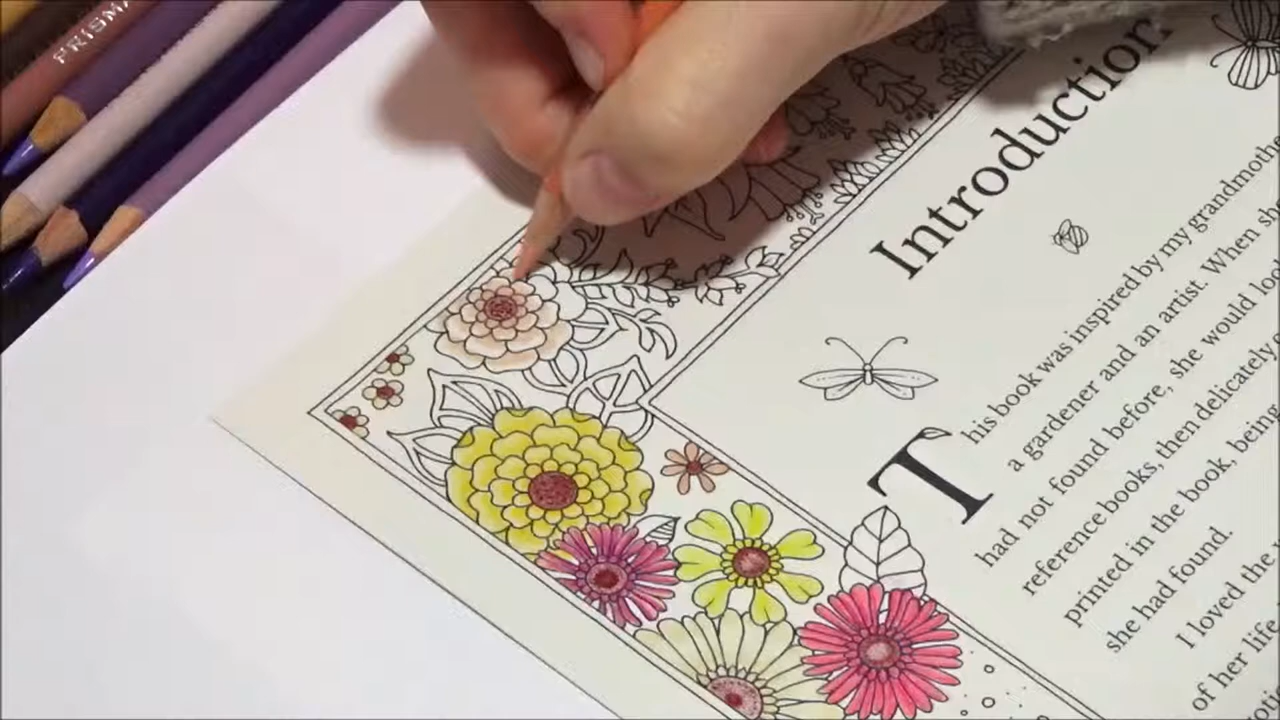 PRISMA
Introduction
This book was inspired by my grandmothe
a gardener and an artist. When sh
had not found before, she would loo
reference books, then delicately
printed in the book, being
she had found.
I loved the
of her life